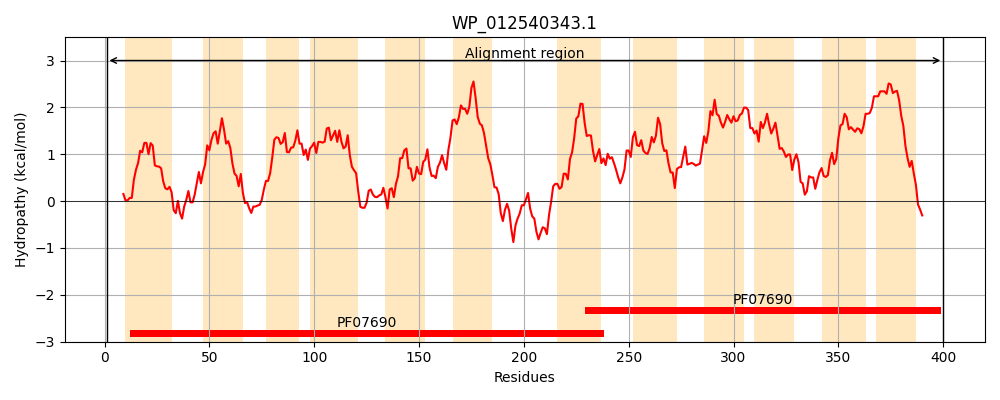 WP_012540343.1
Alignment region
Hydropathy (kcal/mol)
3
2
1
0
−1
−2
−3
PF07690
PF07690
0 50 100 150 200 250 300 350 400
Residues